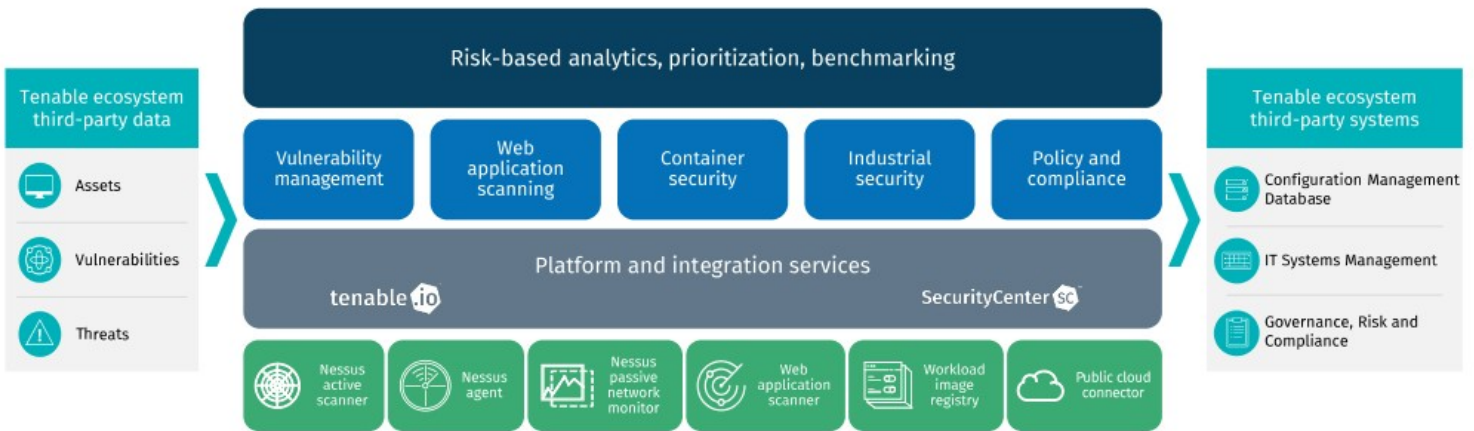 Tenable ecosystem
third-party data
Assets
Vulnerabilities
Threats
Risk-based analytics, prioritization, benchmarking
Vulnerability
management
Web
application
scanning
Container
security
Industrial
security
Policy and
compliance
Platform and integration services
tenable.io
SecurityCenter SC
Nessus
active
scanner
Nessus
agent
Nessus
passive
network
monitor
Web
application
scanner
Workload
image
registry
Public cloud
connector
Tenable ecosystem
third-party systems
Configuration Management
Database
IT Systems Management
Governance, Risk and
Compliance